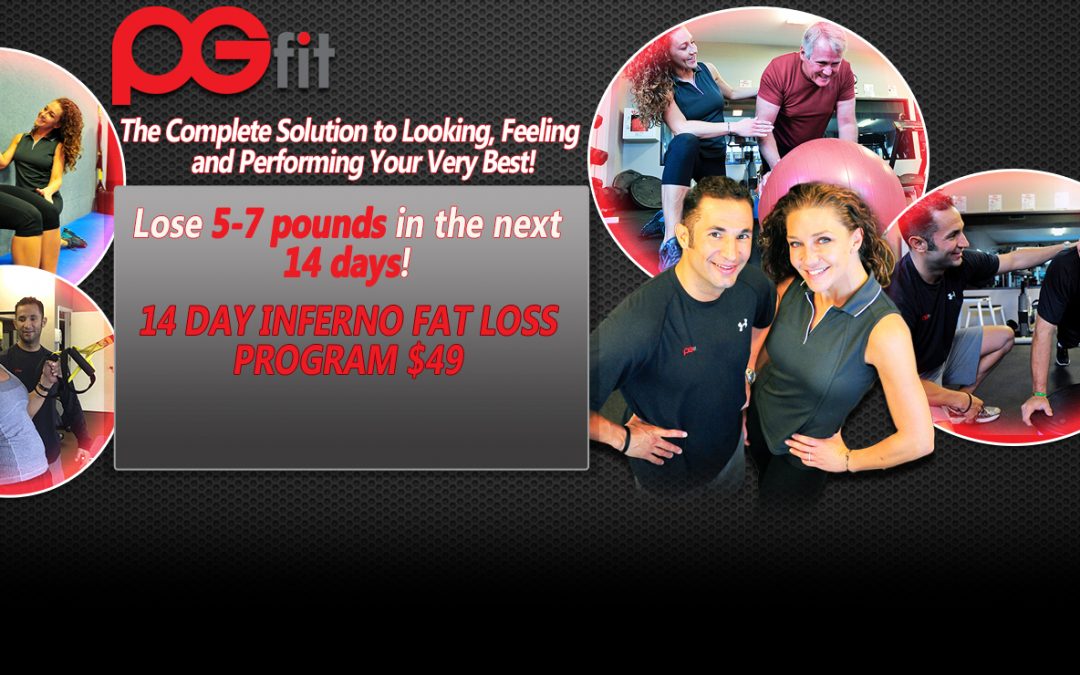 PGfit
The Complete Solution to Looking, Feeling
and Performing Your Very Best!
Lose 5-7 pounds in the next
14 days!
14 DAY INFERNO FAT LOSS
PROGRAM $49